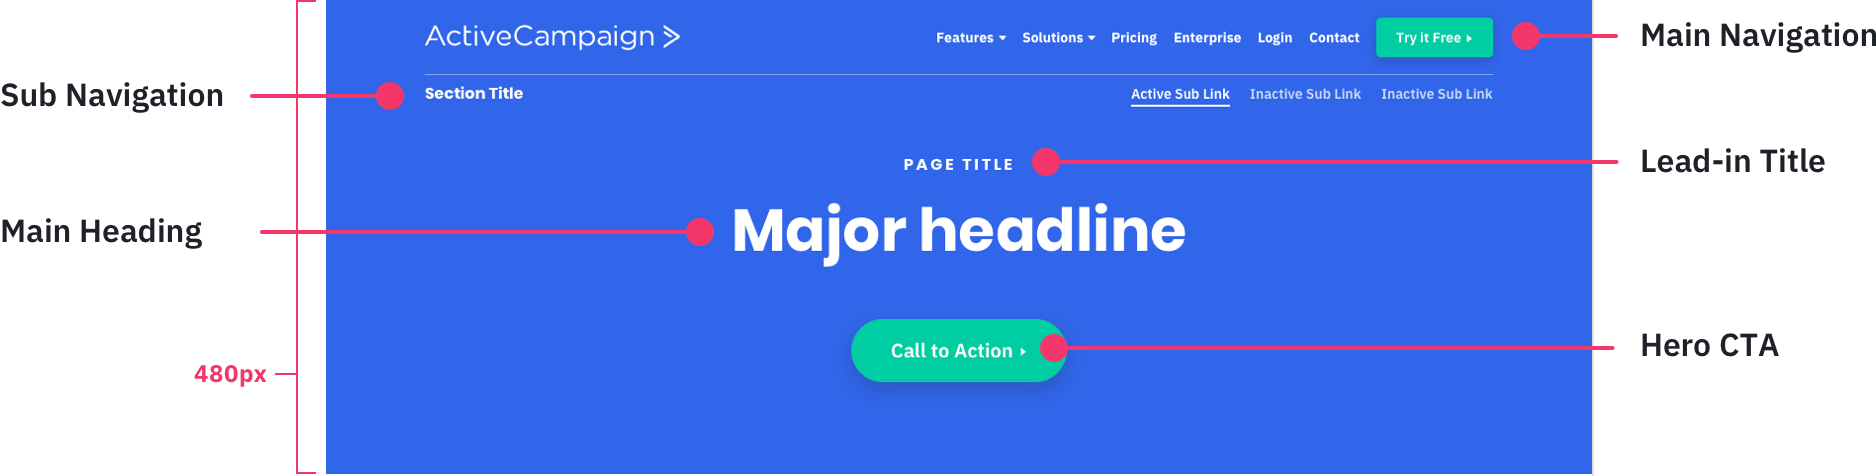 ActiveCampaign
Features Solutions Pricing Enterprise Login Contact Try it Free
Main Navigation
Sub Navigation
Section Title
Active Sub Link Inactive Sub Link Inactive Sub Link
PAGE TITLE
Lead-in Title
Main Heading
Major headline
Call to Action
Hero CTA
480px